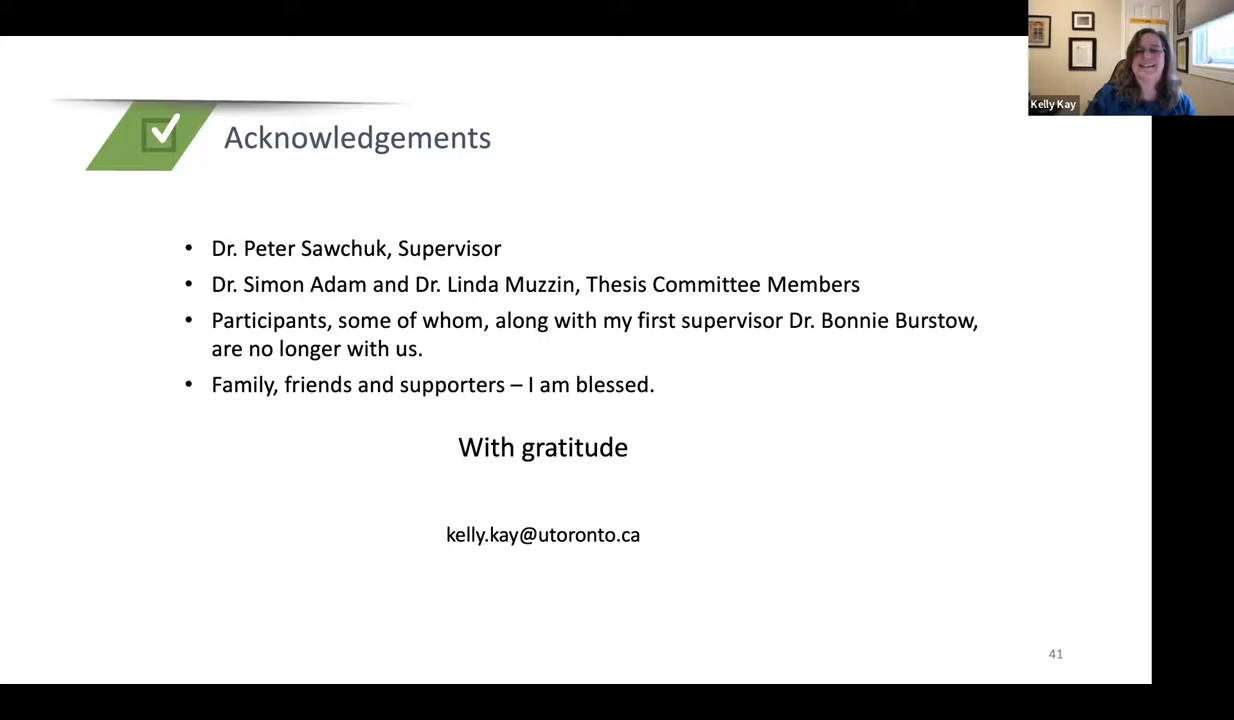 Kelly Kay
Acknowledgements
• Dr. Peter Sawchuk, Supervisor
• Dr. Simon Adam and Dr. Linda Muzzin, Thesis Committee Members
• Participants, some of whom, along with my first supervisor Dr. Bonnie Burstow,
are no longer with us.
• Family, friends and supporters – I am blessed.
With gratitude
kelly.kay@utoronto.ca
41